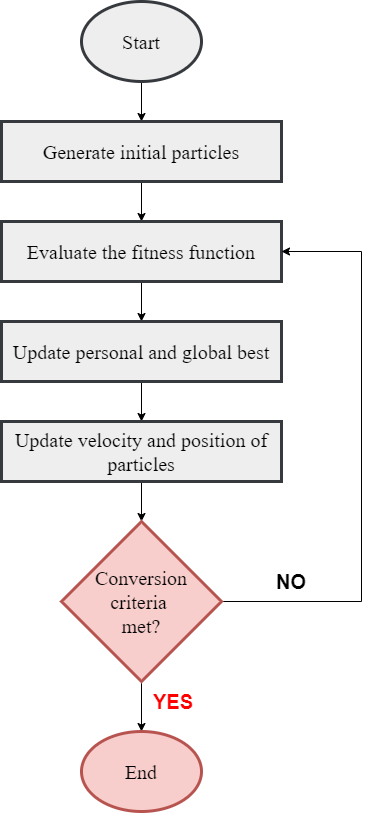 Start
Generate initial particles
Evaluate the fitness function
Update personal and global best
Update velocity and position of
particles
Conversion
criteria
met?
NO
YES
End